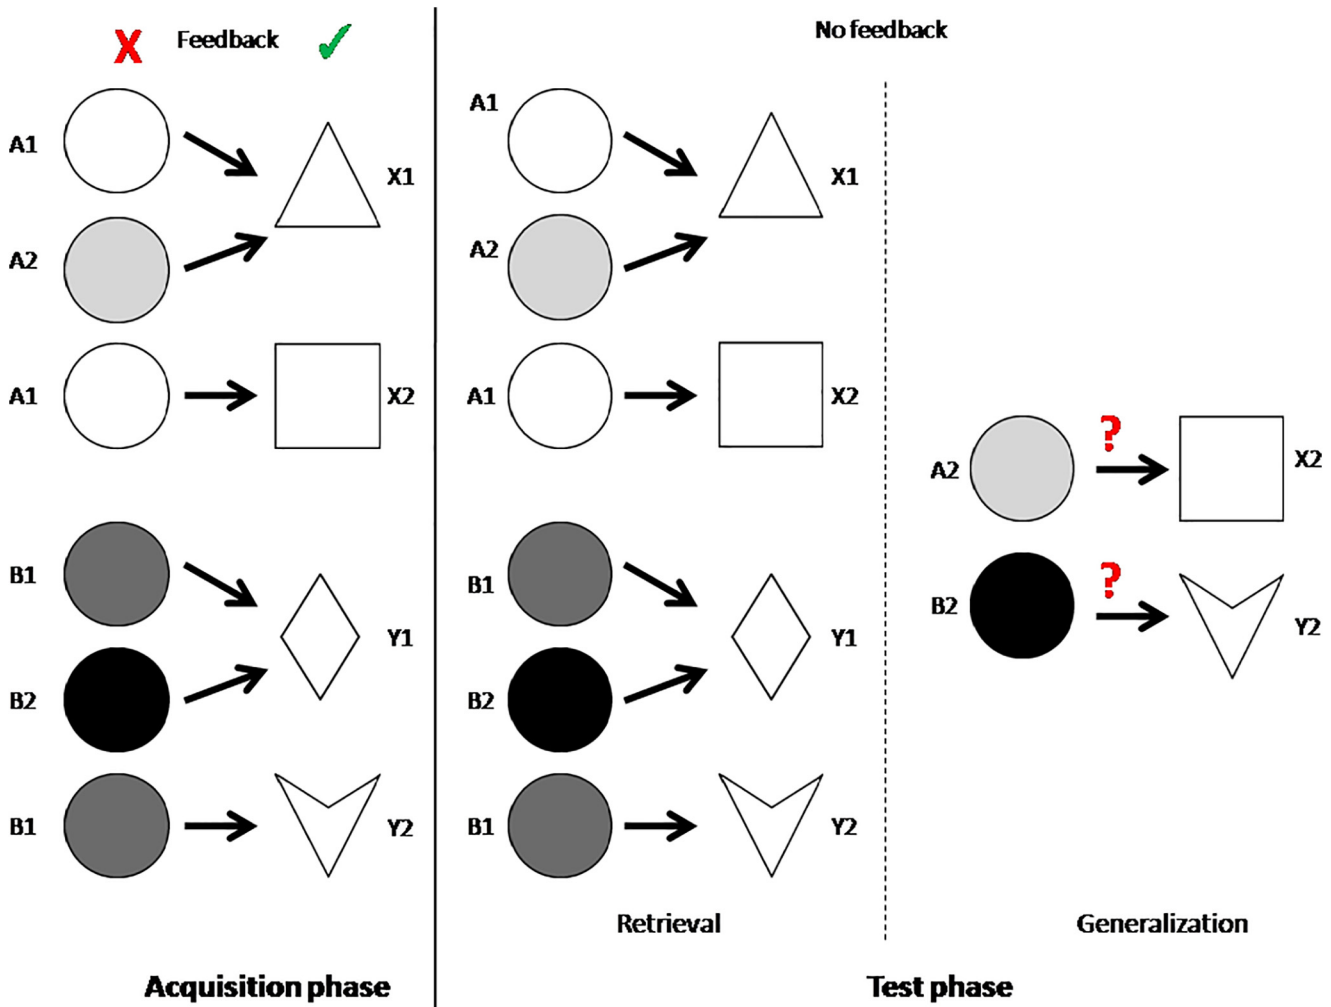 X Feedback ✓
No feedback
A1
X1
A2
A1
X2
B1
Y1
B2
B1
Y2
A1
X1
A2
A1
X2
B1
Y1
B2
B1
Y2
?
A2
X2
?
B2
Y2
Retrieval
Generalization
Acquisition phase
Test phase